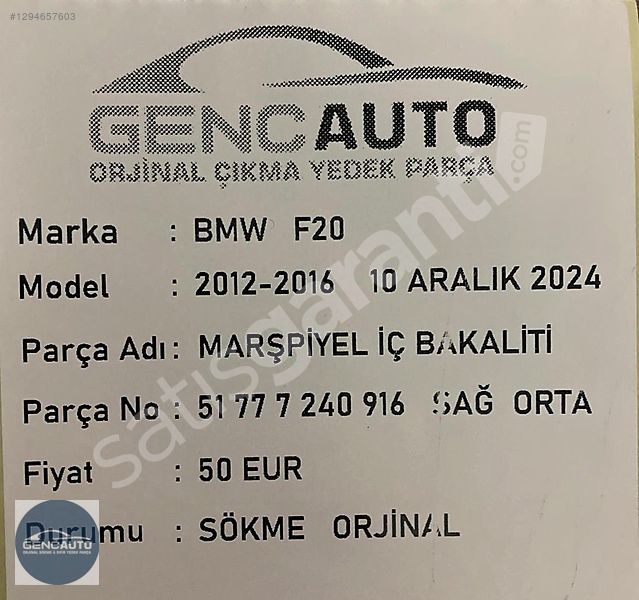 #1294657603
GENCAUTO
ORJİNAL ÇIKMA YEDEK PARÇA
Marka : BMW F20
Model : 2012-2016 10 ARALIK 2024
Parça Adı : MARŞPİYEL İÇ BAKALİTİ
Parça No : 51 77 7 240 916 SAĞ ORTA
Fiyat : 50 EUR
Durumu : SÖKME ORJİNAL
satışgaranti.com
GENCAUTO